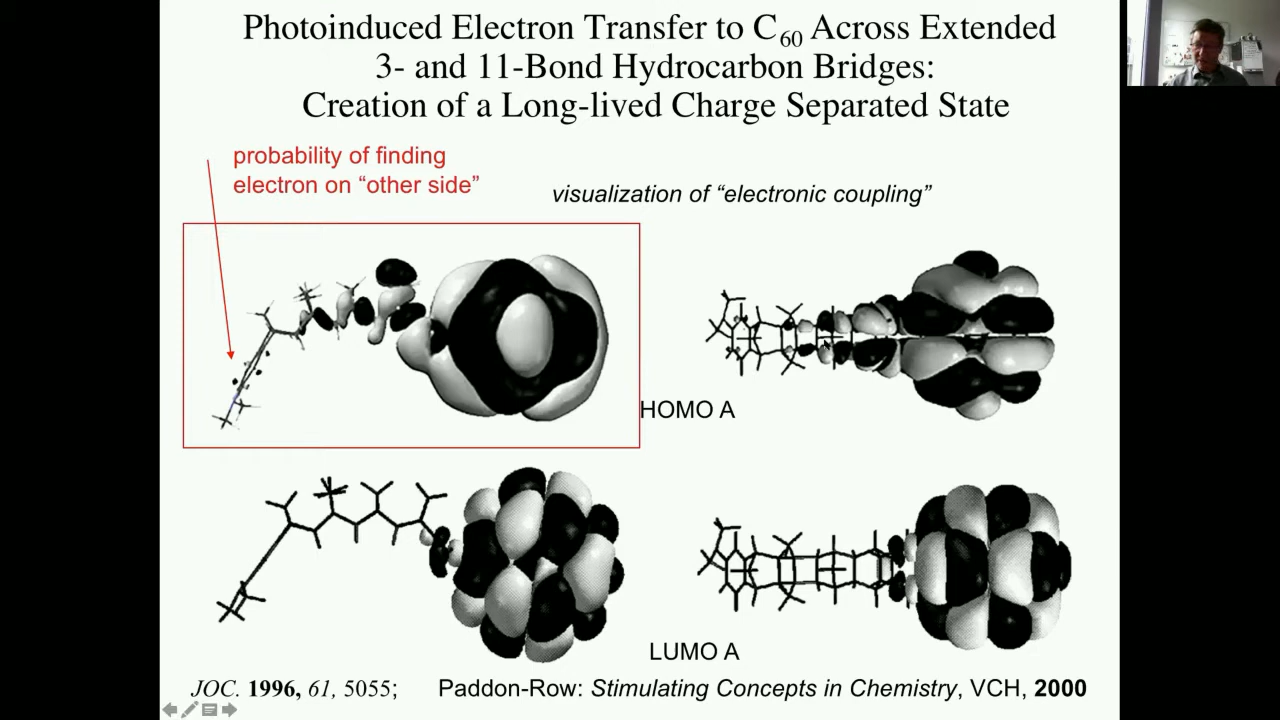 Photoinduced Electron Transfer to C60 Across Extended
3- and 11-Bond Hydrocarbon Bridges:
Creation of a Long-lived Charge Separated State
probability of finding
electron on “other side”
visualization of “electronic coupling”
HOMO A
LUMO A
JOC. 1996, 61, 5055; Paddon-Row: Stimulating Concepts in Chemistry, VCH, 2000